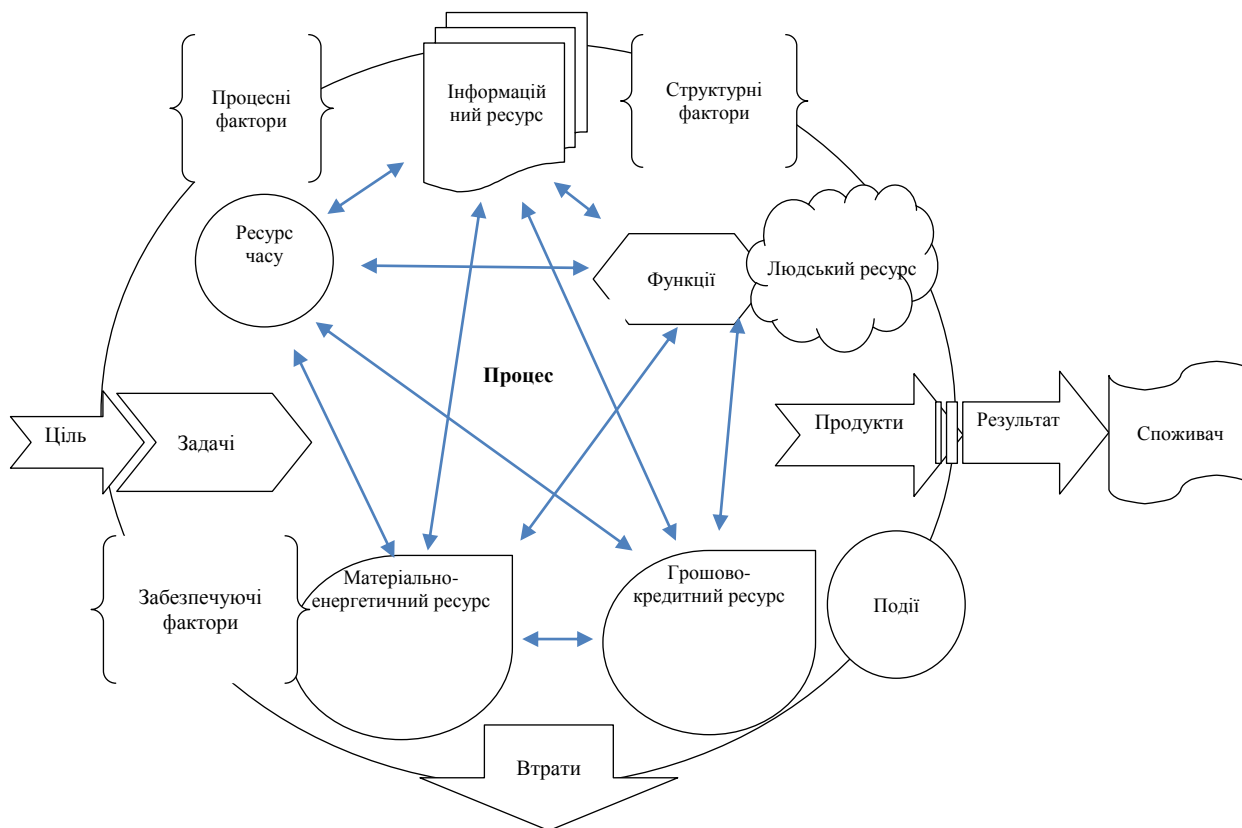 Процесні
фактори
Інформацій
ний ресурс
Структурні
фактори
Ресурс
часу
Функції
Людський ресурс
Процес
Ціль
Задачі
Продукти
Результат
Споживач
Забезпечуючі
фактори
Матеріально-
енергетичний ресурс
Грошово-
кредитний ресурс
Події
Втрати